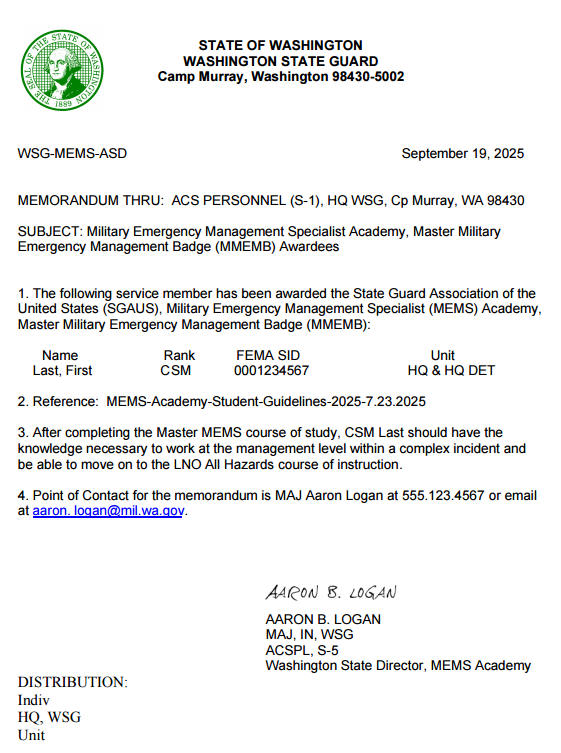 THE SEAL OF THE STATE OF WASHINGTON
1889
STATE OF WASHINGTON
WASHINGTON STATE GUARD
Camp Murray, Washington 98430-5002
WSG-MEMS-ASD September 19, 2025
MEMORANDUM THRU: ACS PERSONNEL (S-1), HQ WSG, Cp Murray, WA 98430
SUBJECT: Military Emergency Management Specialist Academy, Master Military
Emergency Management Badge (MMEMB) Awardees
1. The following service member has been awarded the State Guard Association of the
United States (SGAUS), Military Emergency Management Specialist (MEMS) Academy,
Master Military Emergency Management Badge (MMEMB):
Name Rank FEMA SID Unit
Last, First CSM 0001234567 HQ & HQ DET
2. Reference: MEMS-Academy-Student-Guidelines-2025-7.23.2025
3. After completing the Master MEMS course of study, CSM Last should have the
knowledge necessary to work at the management level within a complex incident and
be able to move on to the LNO All Hazards course of instruction.
4. Point of Contact for the memorandum is MAJ Aaron Logan at 555.123.4567 or email
at aaron. logan@mil.wa.gov.
AARON B. LOGAN
AARON B. LOGAN
MAJ, IN, WSG
ACSPL, S-5
Washington State Director, MEMS Academy
DISTRIBUTION:
Indiv
HQ, WSG
Unit